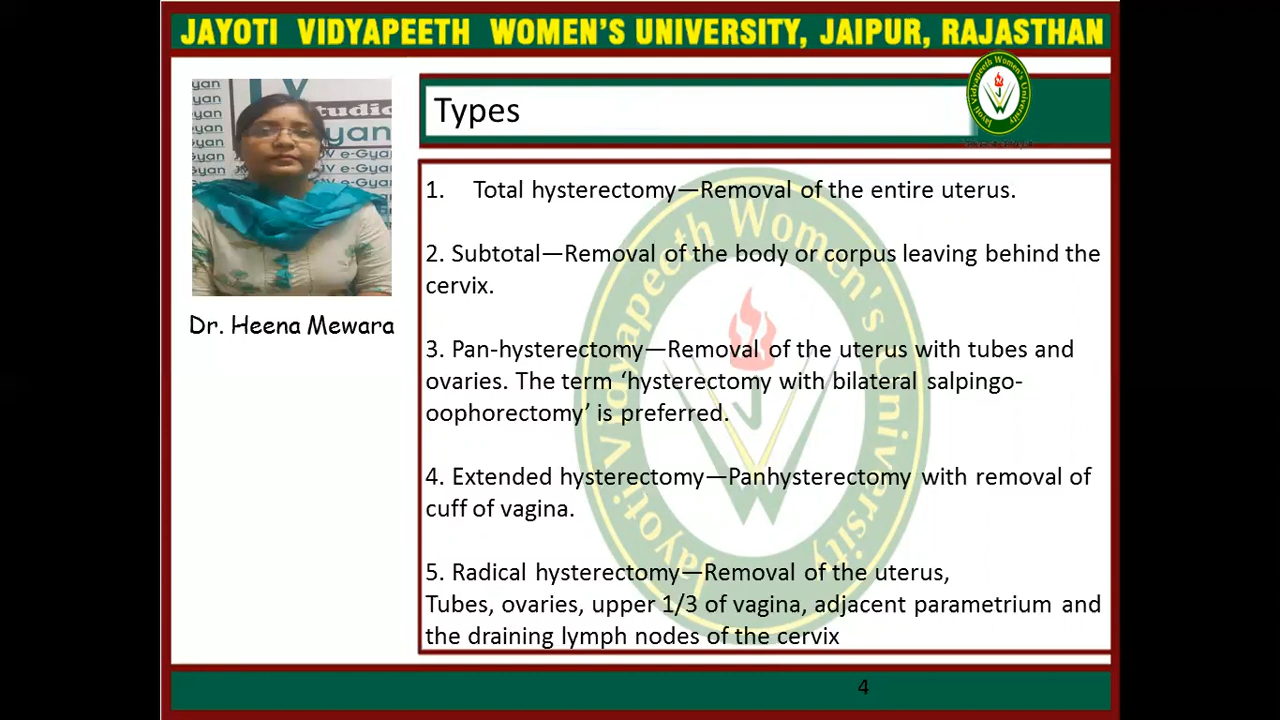 JAYOTI VIDYAPEETH WOMEN'S UNIVERSITY, JAIPUR, RAJASTHAN
Types
Dr. Heena Mewara
1. Total hysterectomy—Removal of the entire uterus.
2. Subtotal—Removal of the body or corpus leaving behind the
cervix.
3. Pan-hysterectomy—Removal of the uterus with tubes and
ovaries. The term ‘hysterectomy with bilateral salpingo-
oophorectomy’ is preferred.
4. Extended hysterectomy—Panhysterectomy with removal of
cuff of vagina.
5. Radical hysterectomy—Removal of the uterus,
Tubes, ovaries, upper 1/3 of vagina, adjacent parametrium and
the draining lymph nodes of the cervix
Jayoti Vidyapeeth Women's University
4